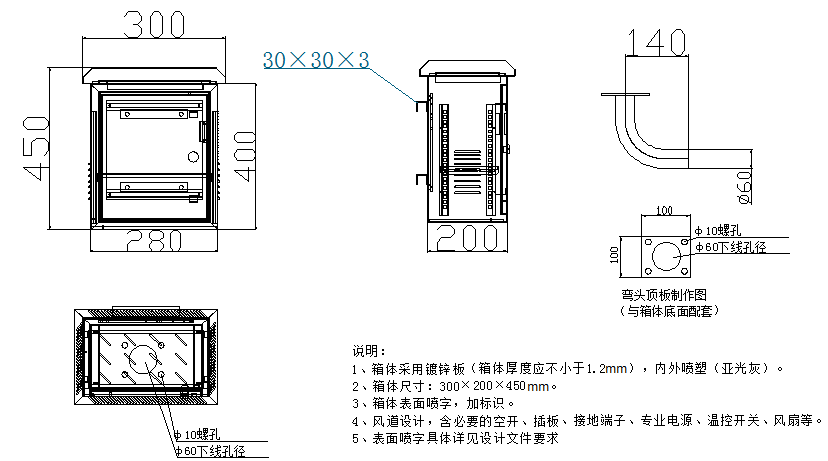 300
30×30×3
140
450
400
280
200
ϕ60
100
100
ϕ10螺孔
ϕ60下线孔径
弯头顶板制作图
（与箱体底面配套）
ϕ10螺孔
ϕ60下线孔径
说明：
1、箱体采用镀锌板（箱体厚度应不小于1.2mm），内外喷塑（亚光灰）。
2、箱体尺寸：300×200×450mm。
3、箱体表面喷字，加标识。
4、风道设计，含必要的空开、插板、接地端子、专业电源、温控开关、风扇等。
5、表面喷字具体详见设计文件要求